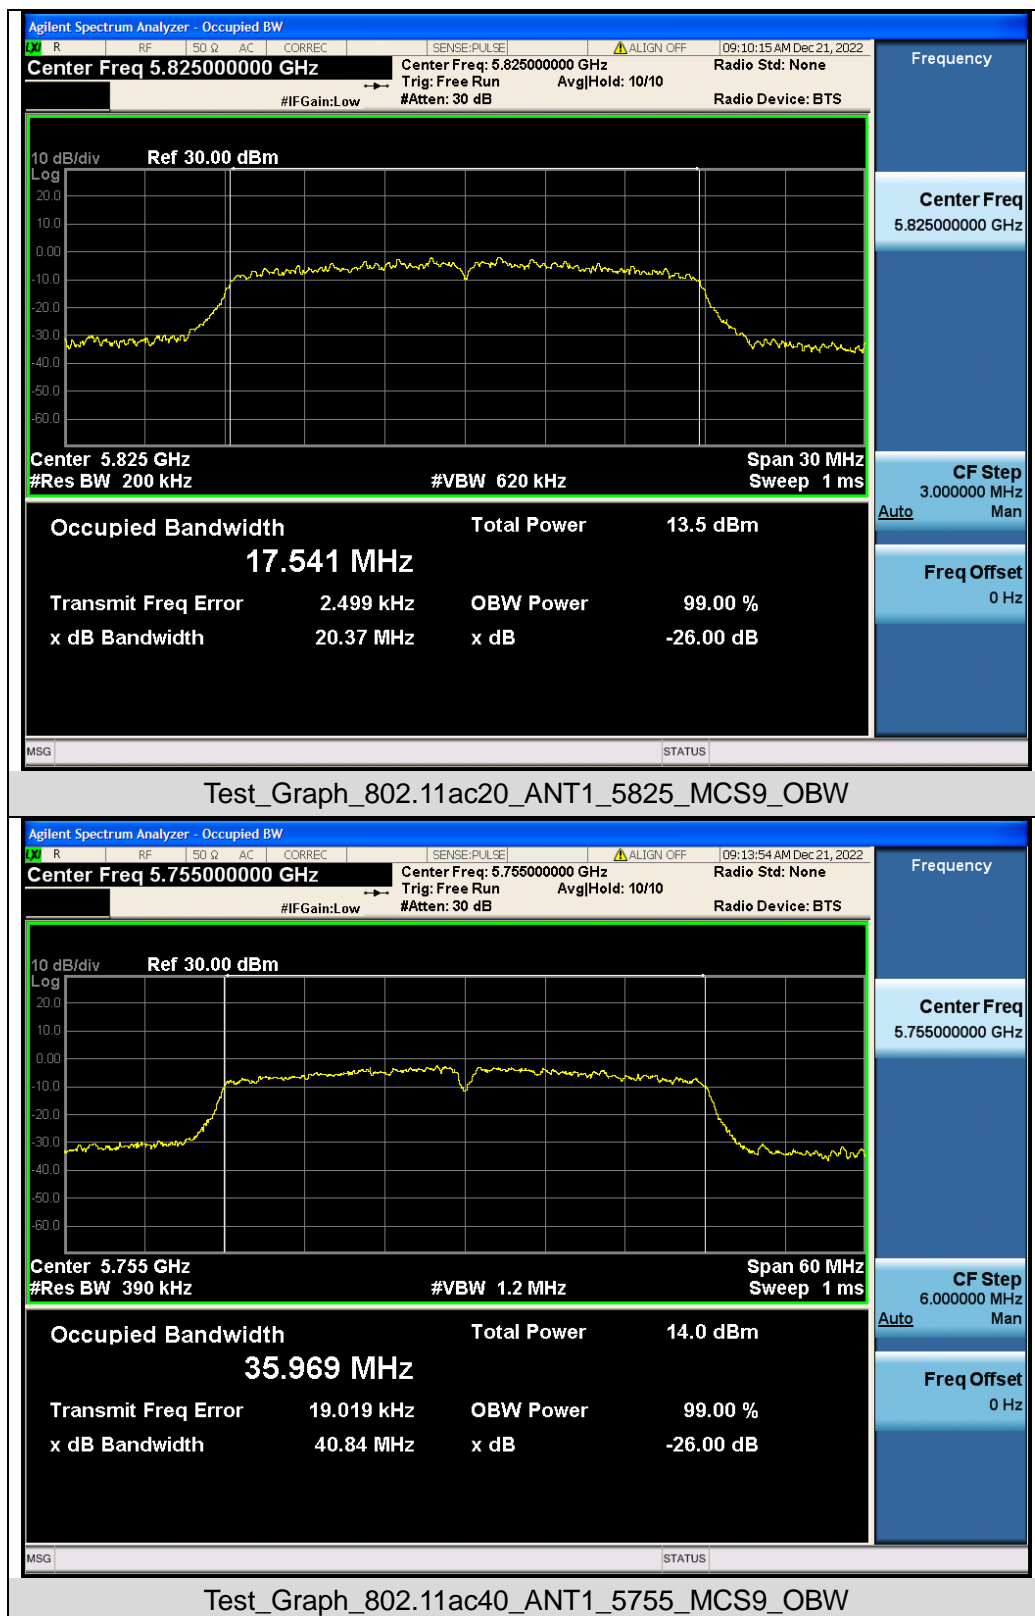 Agilent Spectrum Analyzer - Occupied BW
LXI R RF 50 Ω AC CORREC SENSE:PULSE ALIGN OFF 09:10:15 AM Dec 21, 2022
Center Freq 5.825000000 GHz Center Freq: 5.825000000 GHz Radio Std: None
Trig: Free Run Avg|Hold: 10/10
#IFGain:Low #Atten: 30 dB Radio Device: BTS
Frequency
10 dB/div Ref 30.00 dBm
Log
20.0
10.0
0.00
-10.0
-20.0
-30.0
-40.0
-50.0
-60.0
Center 5.825 GHz Span 30 MHz
#Res BW 200 kHz #VBW 620 kHz Sweep 1 ms
Center Freq
5.825000000 GHz
CF Step
3.000000 MHz
Auto Man
Freq Offset
0 Hz
Occupied Bandwidth Total Power 13.5 dBm
17.541 MHz
Transmit Freq Error 2.499 kHz OBW Power 99.00 %
x dB Bandwidth 20.37 MHz x dB -26.00 dB
MSG STATUS
Test_Graph_802.11ac20_ANT1_5825_MCS9_OBW
Agilent Spectrum Analyzer - Occupied BW
LXI R RF 50 Ω AC CORREC SENSE:PULSE ALIGN OFF 09:13:54 AM Dec 21, 2022
Center Freq 5.755000000 GHz Center Freq: 5.755000000 GHz Radio Std: None
Trig: Free Run Avg|Hold: 10/10
#IFGain:Low #Atten: 30 dB Radio Device: BTS
Frequency
10 dB/div Ref 30.00 dBm
Log
20.0
10.0
0.00
-10.0
-20.0
-30.0
-40.0
-50.0
-60.0
Center 5.755 GHz Span 60 MHz
#Res BW 390 kHz #VBW 1.2 MHz Sweep 1 ms
Center Freq
5.755000000 GHz
CF Step
6.000000 MHz
Auto Man
Freq Offset
0 Hz
Occupied Bandwidth Total Power 14.0 dBm
35.969 MHz
Transmit Freq Error 19.019 kHz OBW Power 99.00 %
x dB Bandwidth 40.84 MHz x dB -26.00 dB
MSG STATUS
Test_Graph_802.11ac40_ANT1_5755_MCS9_OBW